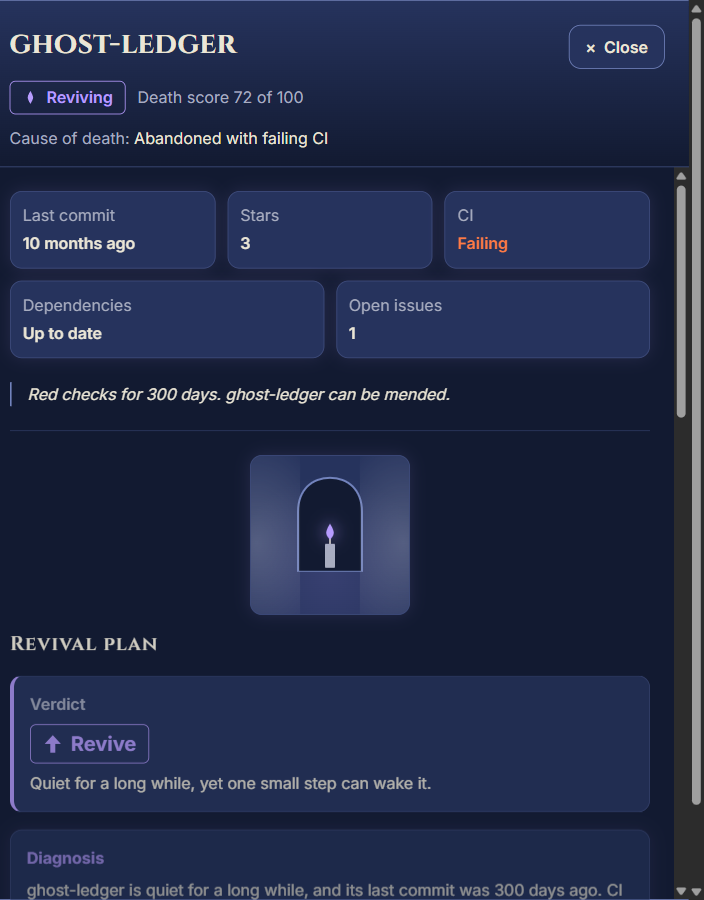 GHOST-LEDGER
× Close
Reviving
Death score 72 of 100
Cause of death: Abandoned with failing CI
Last commit
10 months ago
Stars
3
CI
Failing
Dependencies
Up to date
Open issues
1
Red checks for 300 days. ghost-ledger can be mended.
Revival plan
Verdict
Revive
Quiet for a long while, yet one small step can wake it.
Diagnosis
ghost-ledger is quiet for a long while, and its last commit was 300 days ago. CI